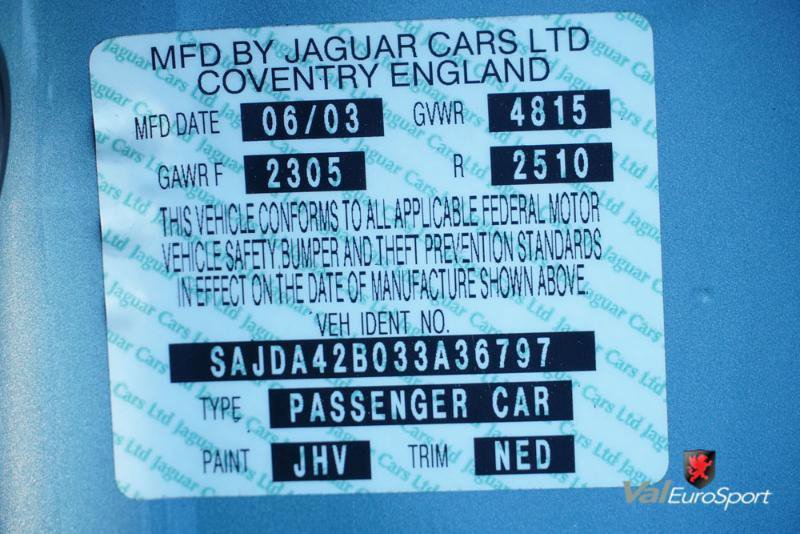 MFD BY JAGUAR CARS LTD
COVENTRY ENGLAND
MFD DATE 06/03 GVWR 4815
GAWR F 2305 R 2510
THIS VEHICLE CONFORMS TO ALL APPLICABLE FEDERAL MOTOR
VEHICLE SAFETY BUMPER AND THEFT PREVENTION STANDARDS
IN EFFECT ON THE DATE OF MANUFACTURE SHOWN ABOVE.
VEH IDENT NO.
SAJDA42B033A36797
TYPE PASSENGER CAR
PAINT JHV TRIM NED
ValEuroSport